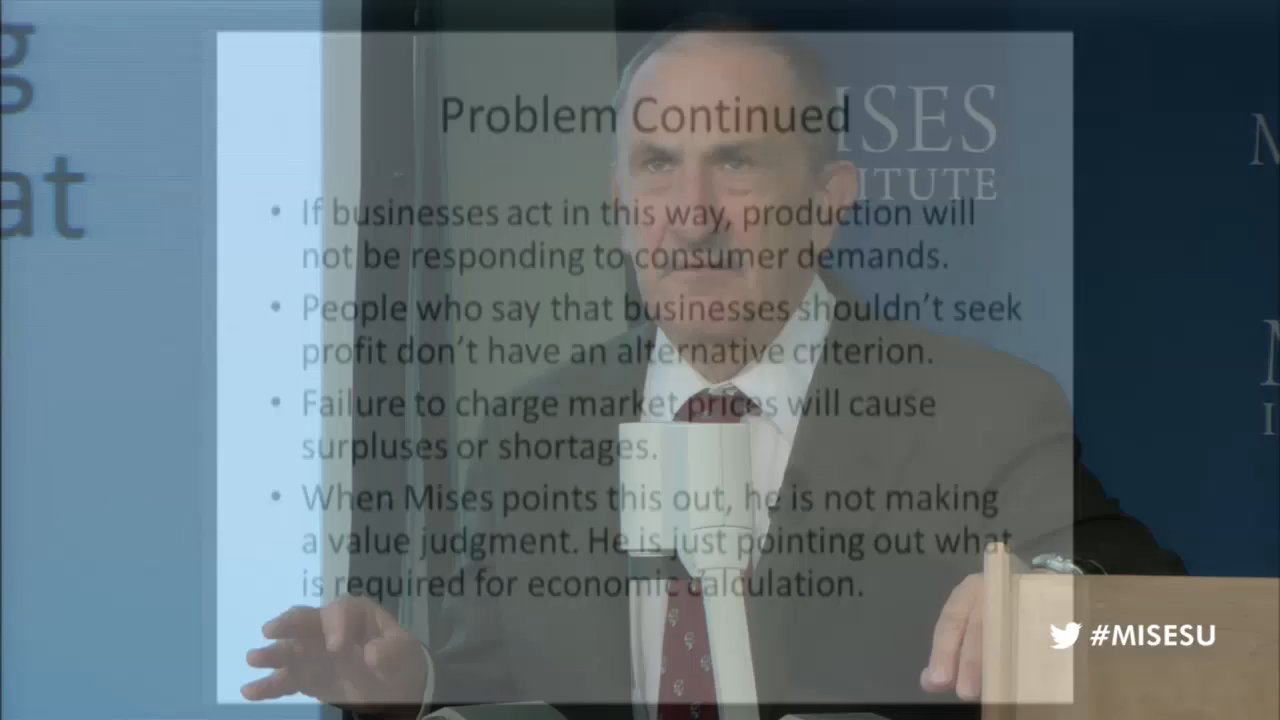 g
at
Problem Continued
ISES
ITUTE
• If businesses act in this way, production will
not be responding to consumer demands.
• People who say that businesses shouldn’t seek
profit don’t have an alternative criterion.
• Failure to charge market prices will cause
surpluses or shortages.
• When Mises points this out, he is not making
a value judgment. He is just pointing out what
is required for economic calculation.
M
I
#MISESU